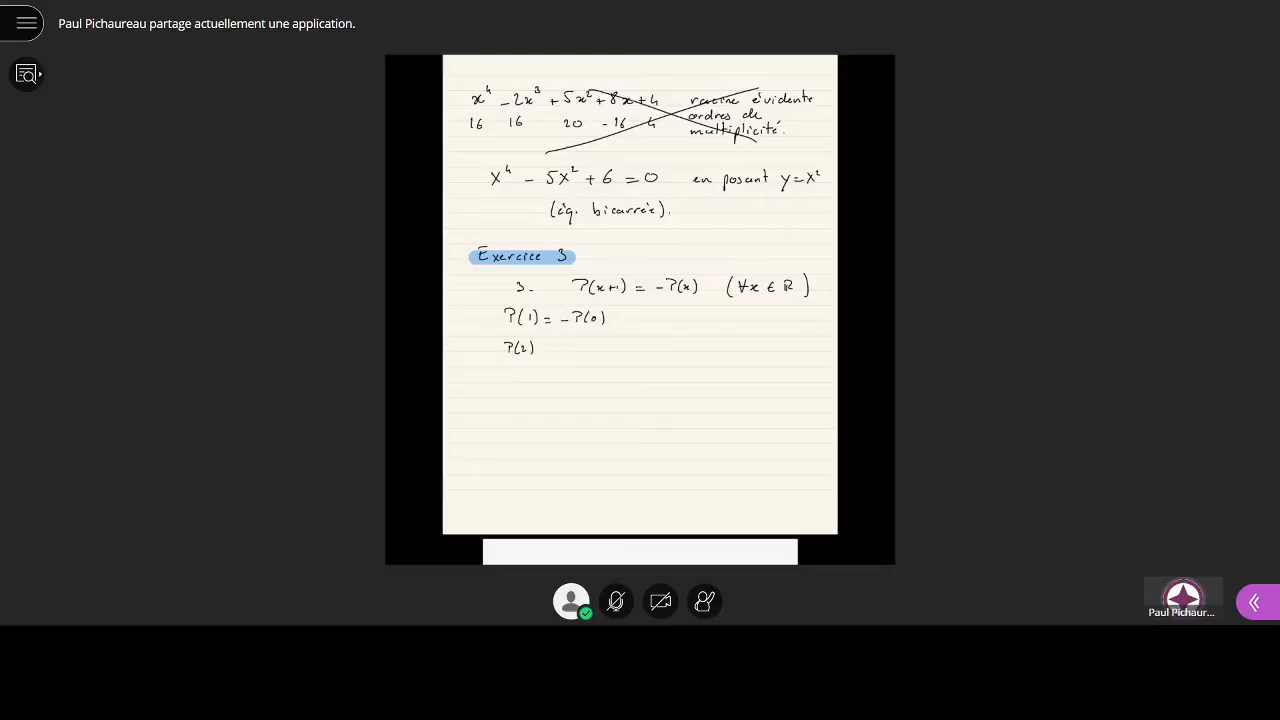 Paul Pichaureau partage actuellement une application.
x⁴ - 2x³ + 5x² + 8x + 4 racine évidente
16 16 20 - 16 4 ordres de
multiplicité.
X⁴ - 5X² + 6 = 0 en posant y = X²
(éq. bicarrée).
Exercice 3
3. P(x+1) = -P(x) (∀x ∈ ℝ)
P(1) = -P(0)
P(2)
Paul Pichaur...